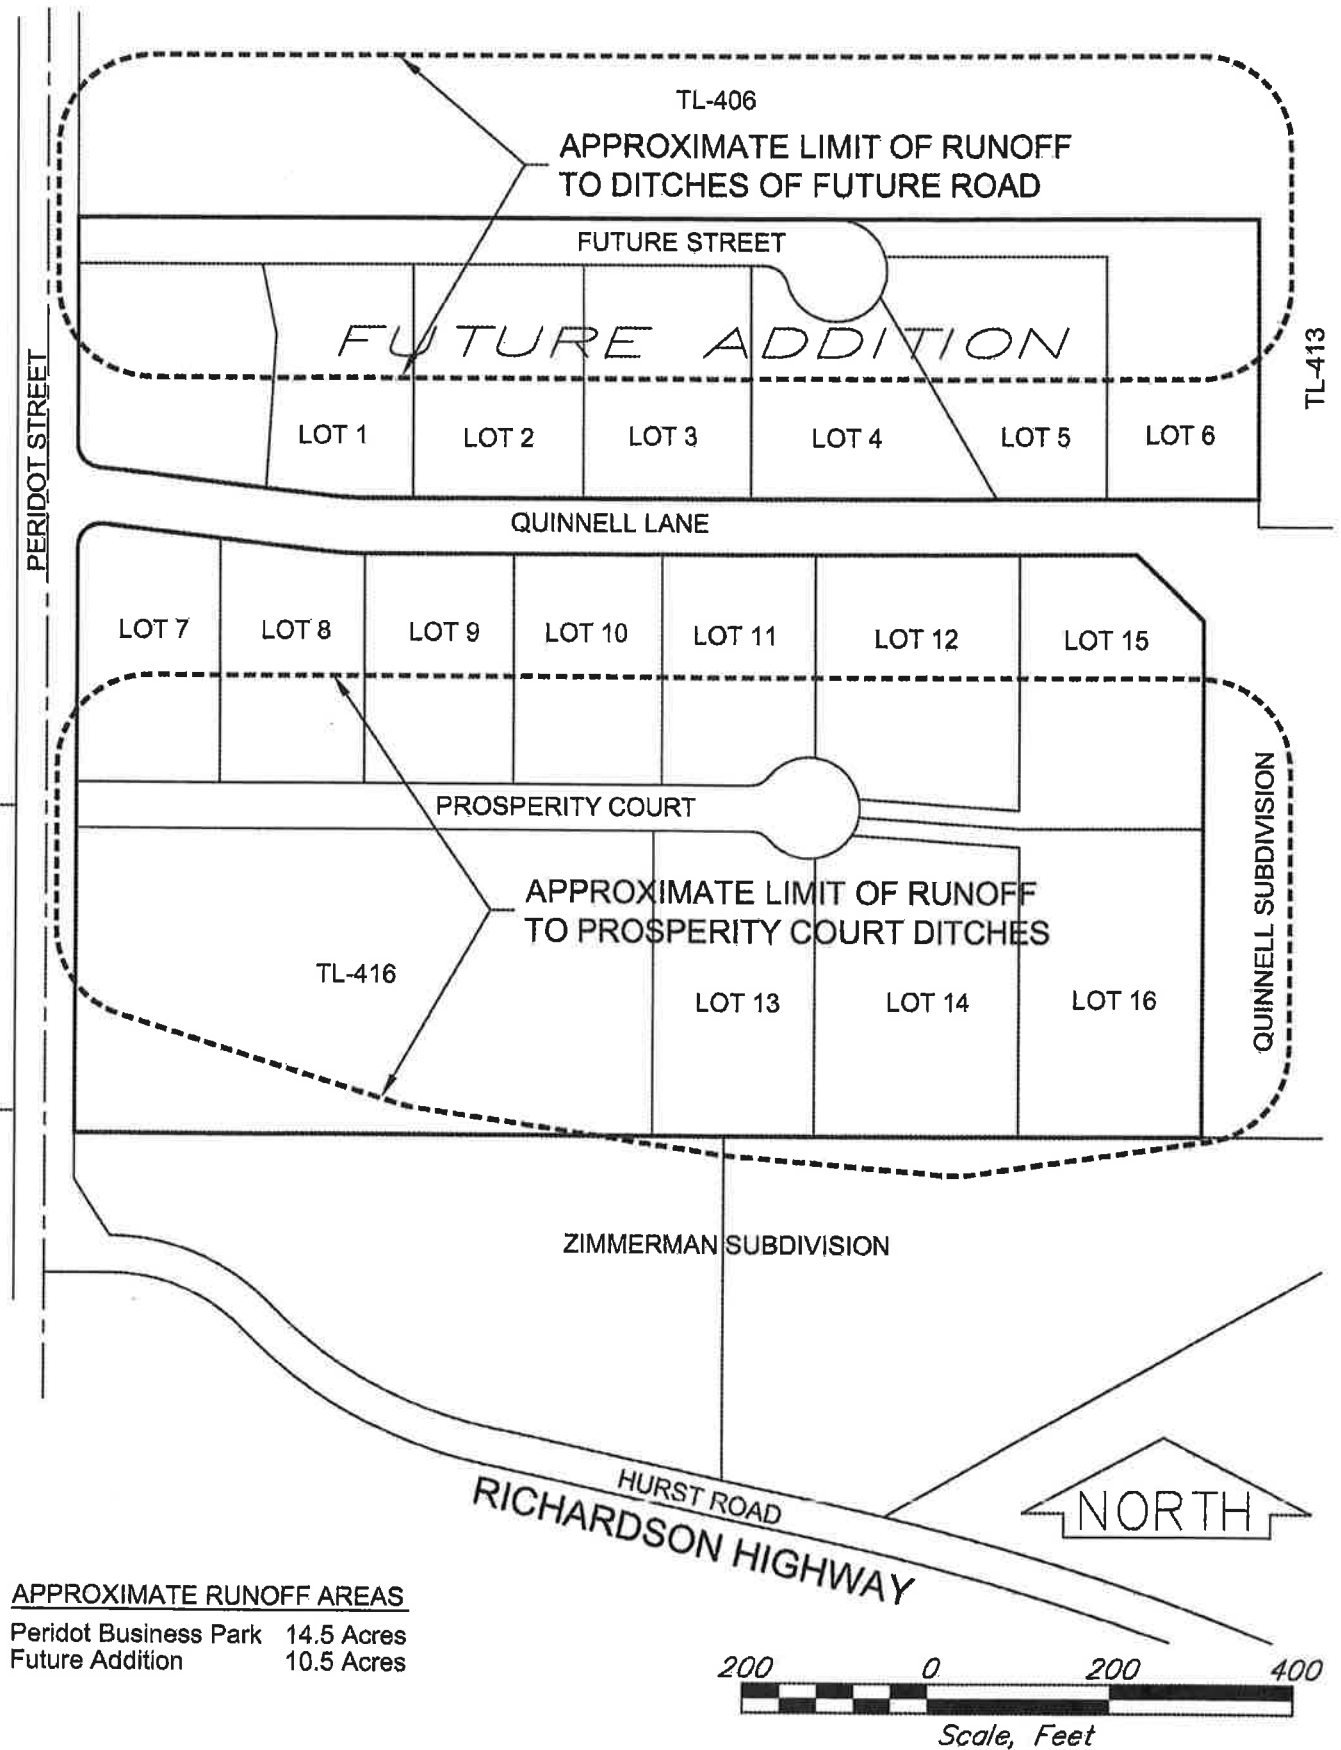 TL-406
APPROXIMATE LIMIT OF RUNOFF
TO DITCHES OF FUTURE ROAD
FUTURE STREET
FUTURE ADDITION
TL-413
PERIDOT STREET
LOT 1
LOT 2
LOT 3
LOT 4
LOT 5
LOT 6
QUINNELL LANE
LOT 7
LOT 8
LOT 9
LOT 10
LOT 11
LOT 12
LOT 15
PROSPERITY COURT
QUINNELL SUBDIVISION
APPROXIMATE LIMIT OF RUNOFF
TO PROSPERITY COURT DITCHES
TL-416
LOT 13
LOT 14
LOT 16
ZIMMERMAN SUBDIVISION
HURST ROAD
RICHARDSON HIGHWAY
NORTH
APPROXIMATE RUNOFF AREAS
Peridot Business Park 14.5 Acres
Future Addition 10.5 Acres
200 0 200 400
Scale, Feet